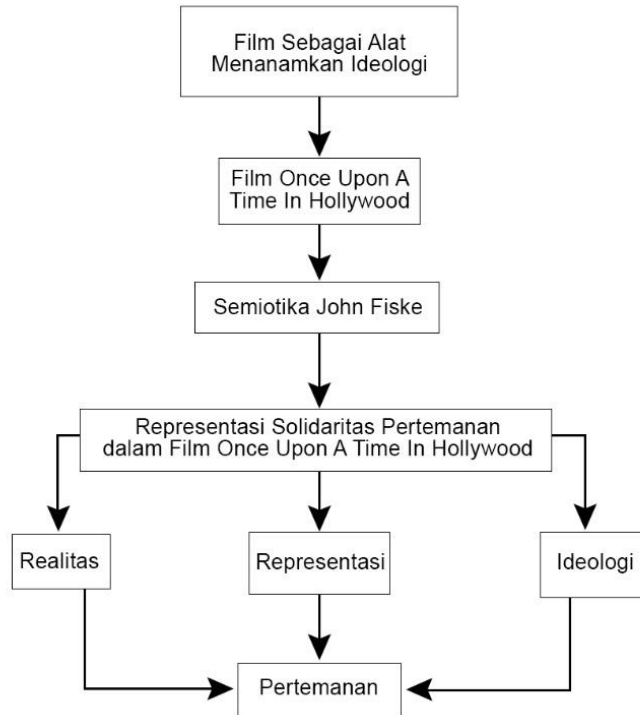 Film Sebagai Alat
Menanamkan Ideologi
Film Once Upon A
Time In Hollywood
Semiotika John Fiske
Representasi Solidaritas Pertemanan
dalam Film Once Upon A Time In Hollywood
Realitas
Representasi
Ideologi
Pertemanan